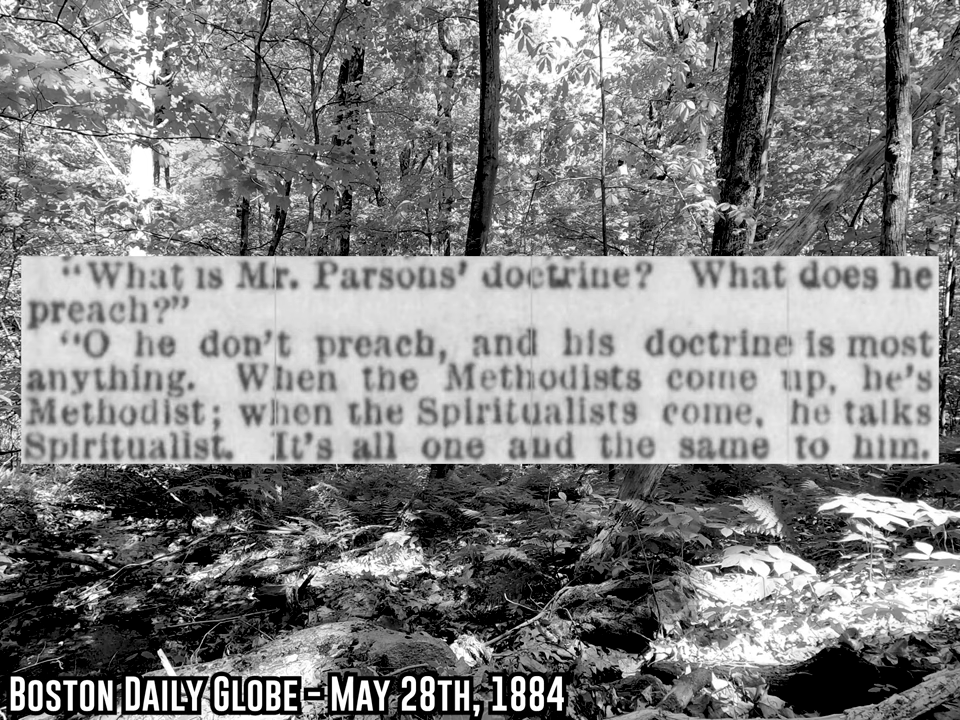 “What is Mr. Parsons’ doctrine? What does he
preach?”
“O he don’t preach, and his doctrine is most
anything. When the Methodists come up, he’s
Methodist; when the Spiritualists come, he talks
Spiritualist. It’s all one and the same to him.
BOSTON DAILY GLOBE - MAY 28TH, 1884